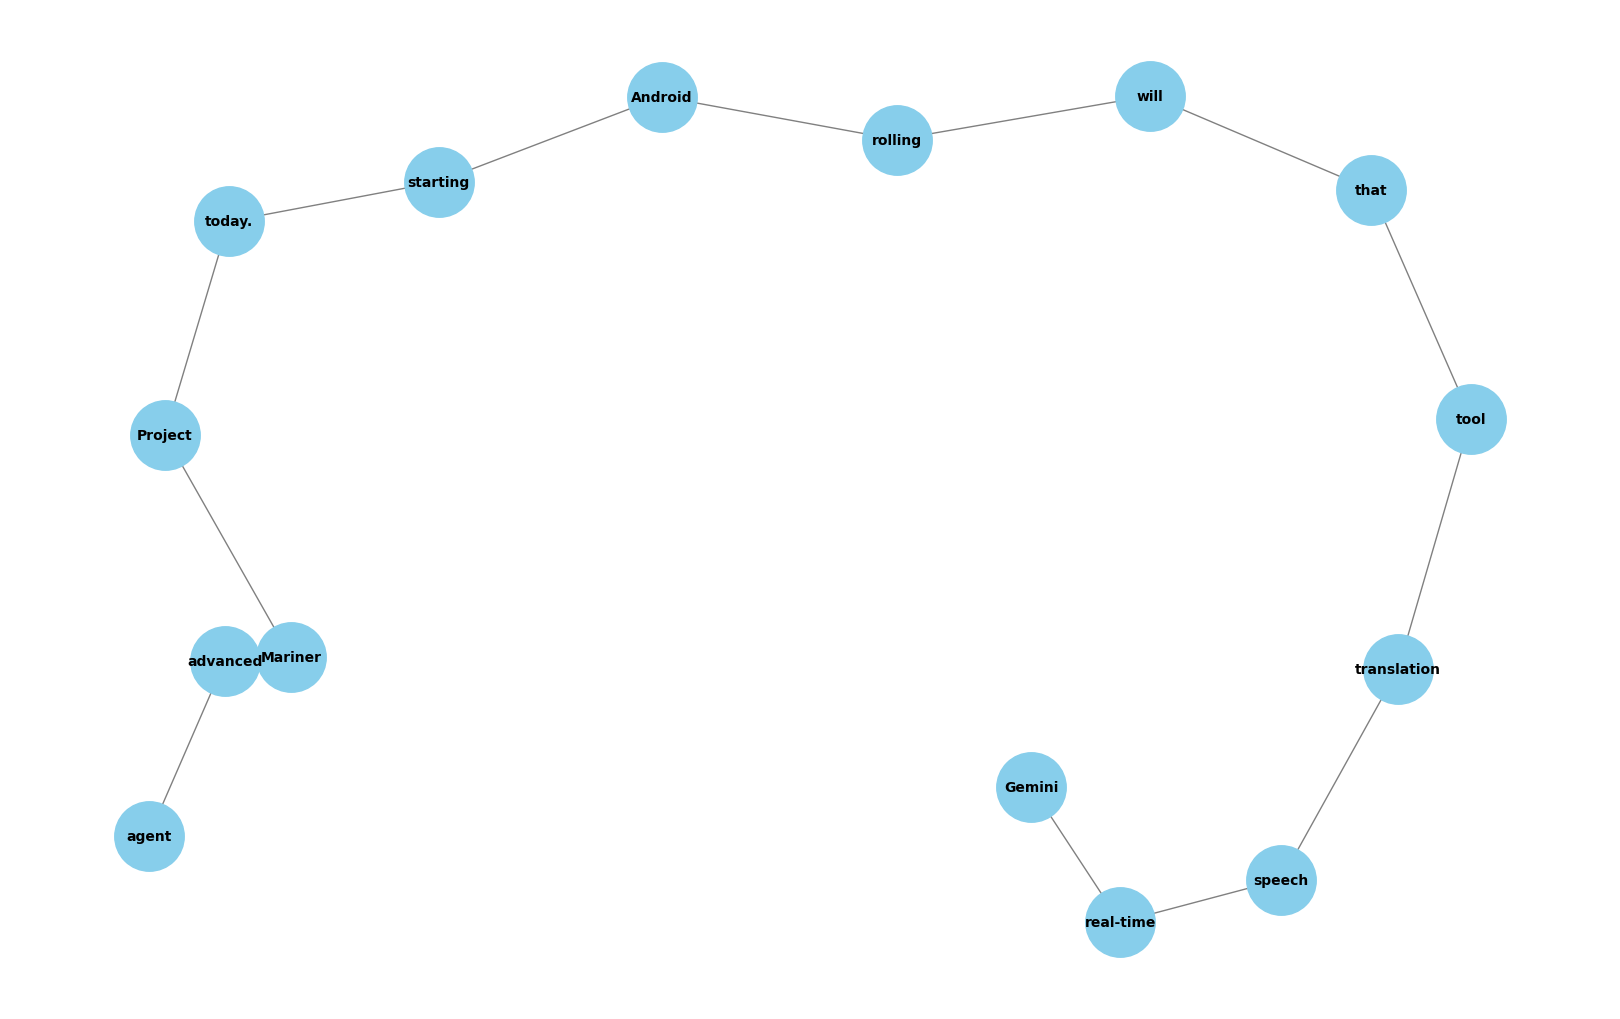 Android
will
rolling
starting
that
today.
tool
Project
advanced
Mariner
translation
Gemini
agent
speech
real-time